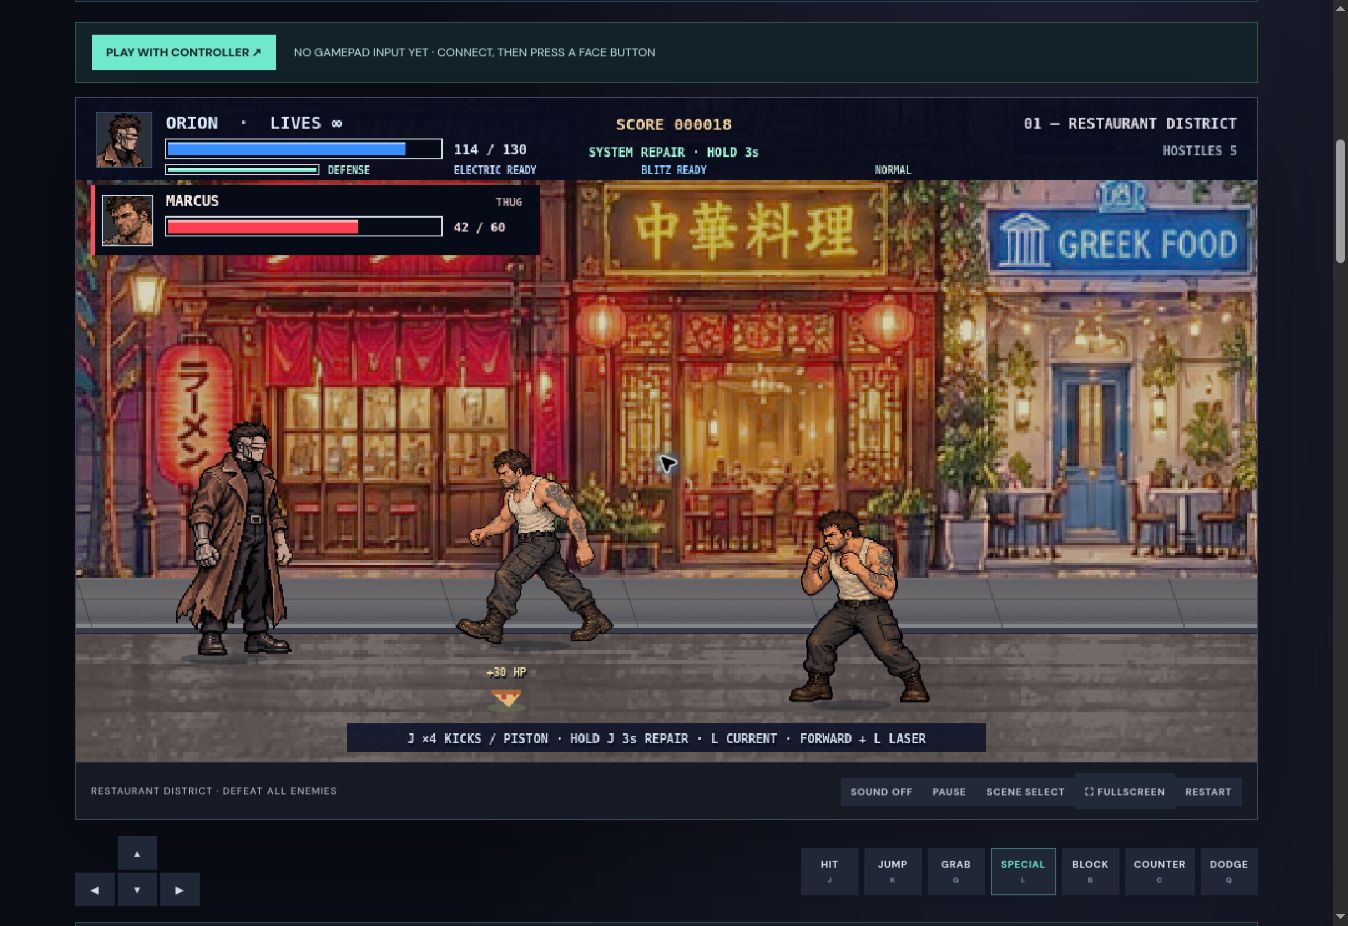 PLAY WITH CONTROLLER ↗ NO GAMEPAD INPUT YET · CONNECT, THEN PRESS A FACE BUTTON
ORION · LIVES ∞
114 / 130
DEFENSE
ELECTRIC READY
SCORE 000018
SYSTEM REPAIR · HOLD 3s
BLITZ READY
NORMAL
01 — RESTAURANT DISTRICT
HOSTILES 5
MARCUS THUG
42 / 60
中華料理
GREEK FOOD
ラーメン
+30 HP
J ×4 KICKS / PISTON · HOLD J 3s REPAIR · L CURRENT · FORWARD + L LASER
RESTAURANT DISTRICT · DEFEAT ALL ENEMIES
SOUND OFF PAUSE SCENE SELECT ⛶ FULLSCREEN RESTART
▲
◀ ▼ ▶
HIT JUMP GRAB SPECIAL BLOCK COUNTER DODGE
J K G L B C Q